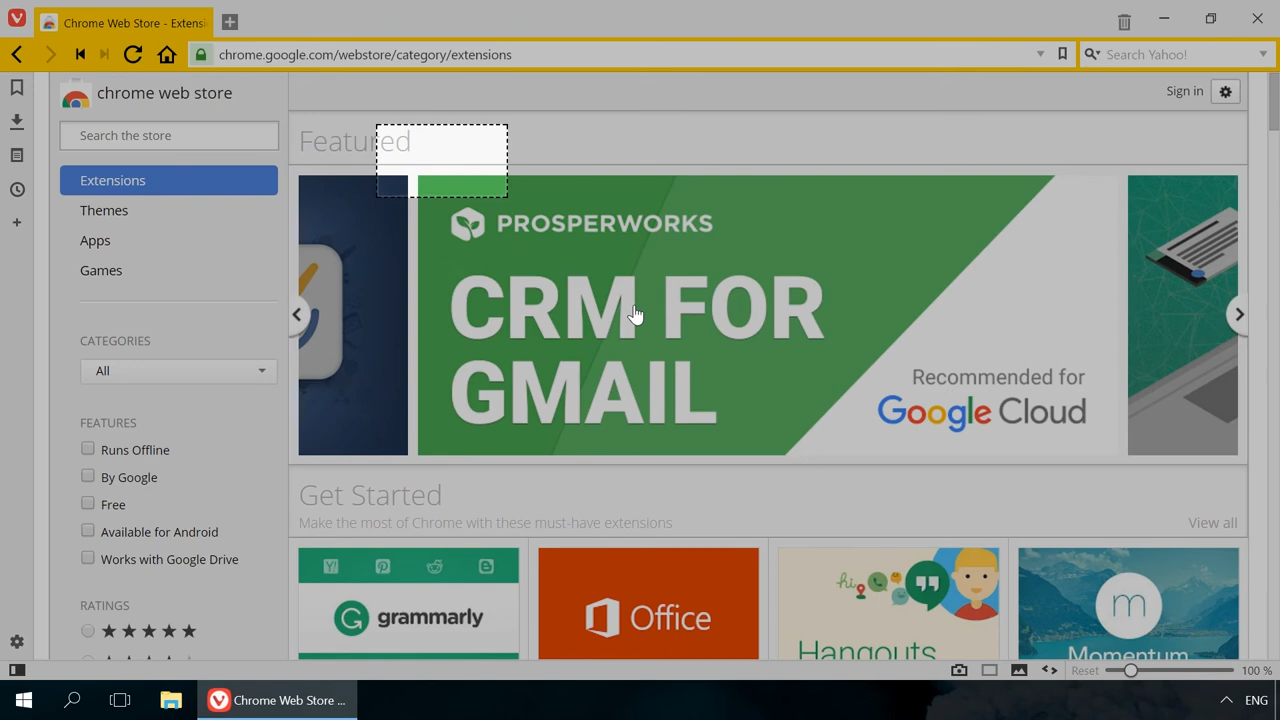 Chrome Web Store - Extensi
chrome.google.com/webstore/category/extensions
Search Yahoo!
chrome web store
Sign in
Search the store
Featured
Extensions
Themes
Apps
Games
PROSPERWORKS
CRM FOR
GMAIL
Recommended for
Google Cloud
CATEGORIES
All
FEATURES
Runs Offline
By Google
Free
Available for Android
Works with Google Drive
RATINGS
Get Started
Make the most of Chrome with these must-have extensions
View all
grammarly
Office
hi,
Hangouts
m
Momentum
Reset
100 %
Chrome Web Store ...
ENG